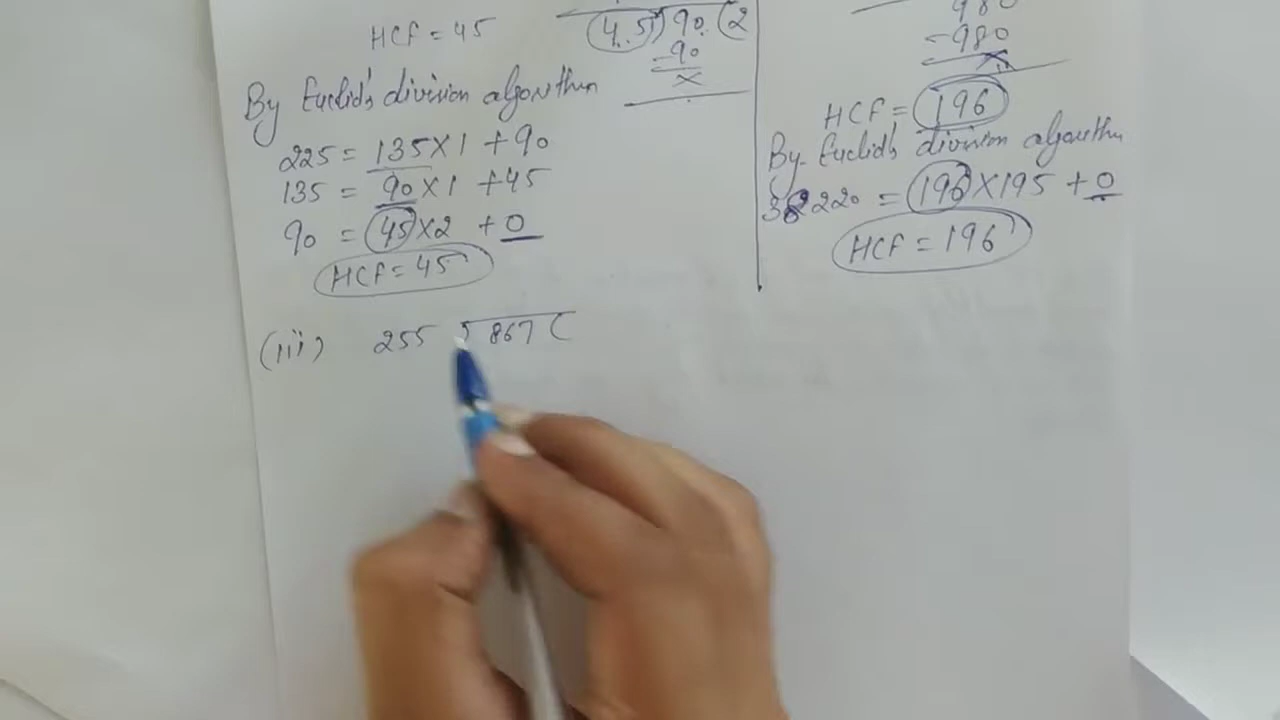 HCF = 45
45)90(2
-90
x
By Euclid's division algorithm
225 = 135×1 + 90
135 = 90×1 + 45
90 = 45×2 + 0
HCF = 45
980
-980
x
HCF = 196
By Euclid's division algorithm
38220 = 196×195 + 0
HCF = 196
(iii) 255)867(